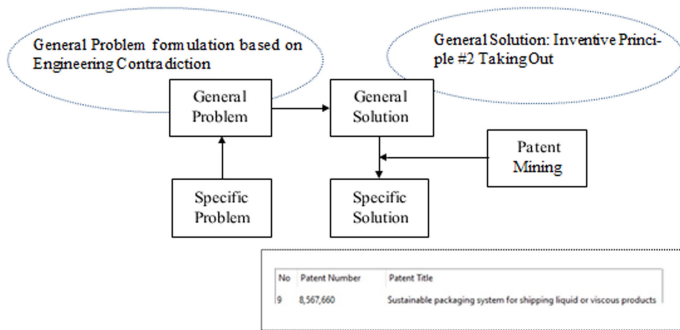 General Problem formulation based on
Engineering Contradiction
General Solution: Inventive Princi-
ple #2 Taking Out
General
Problem
General
Solution
Patent
Mining
Specific
Problem
Specific
Solution
No Patent Number Patent Title
9 8,567,660 Sustainable packaging system for shipping liquid or viscous products